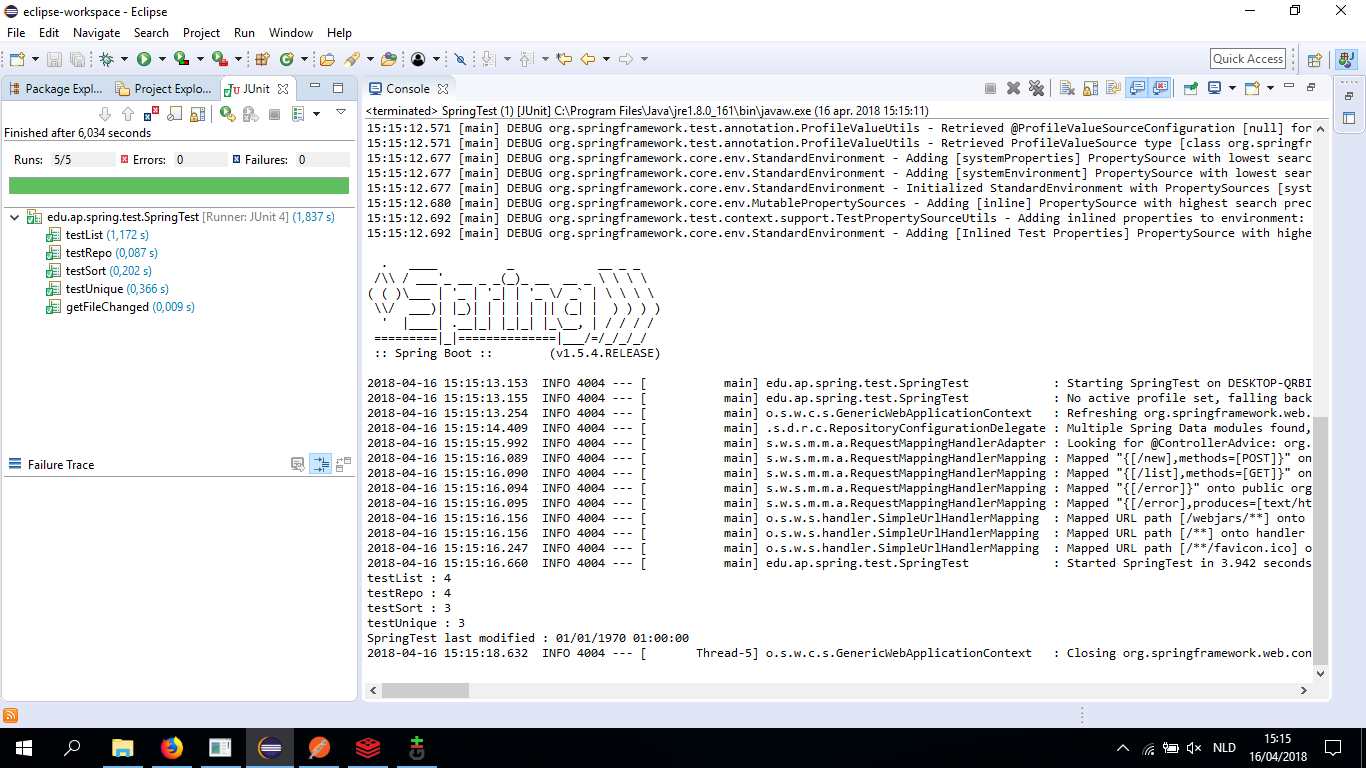 eclipse-workspace - Eclipse
File Edit Navigate Search Project Run Window Help
Quick Access
Package Expl... Project Explo... JUnit
Finished after 6,034 seconds
Runs: 5/5 Errors: 0 Failures: 0
edu.ap.spring.test.SpringTest [Runner: JUnit 4] (1,837 s)
testList (1,172 s)
testRepo (0,087 s)
testSort (0,202 s)
testUnique (0,366 s)
getFileChanged (0,009 s)
Failure Trace
Console
<terminated> SpringTest (1) [JUnit] C:\Program Files\Java\jre1.8.0_161\bin\javaw.exe (16 apr. 2018 15:15:11)
15:15:12.571 [main] DEBUG org.springframework.test.annotation.ProfileValueUtils - Retrieved @ProfileValueSourceConfiguration [null] for
15:15:12.571 [main] DEBUG org.springframework.test.annotation.ProfileValueUtils - Retrieved ProfileValueSource type [class org.springfr
15:15:12.677 [main] DEBUG org.springframework.core.env.StandardEnvironment - Adding [systemProperties] PropertySource with lowest searc
15:15:12.677 [main] DEBUG org.springframework.core.env.StandardEnvironment - Adding [systemEnvironment] PropertySource with lowest sear
15:15:12.677 [main] DEBUG org.springframework.core.env.StandardEnvironment - Initialized StandardEnvironment with PropertySources [syst
15:15:12.680 [main] DEBUG org.springframework.core.env.MutablePropertySources - Adding [inline] PropertySource with highest search prec
15:15:12.692 [main] DEBUG org.springframework.test.context.support.TestPropertySourceUtils - Adding inlined properties to environment:
15:15:12.692 [main] DEBUG org.springframework.core.env.StandardEnvironment - Adding [Inlined Test Properties] PropertySource with highe
Spring
:: Spring Boot :: (v1.5.4.RELEASE)
2018-04-16 15:15:13.153 INFO 4004 --- [ main] edu.ap.spring.test.SpringTest : Starting SpringTest on DESKTOP-QRBI
2018-04-16 15:15:13.155 INFO 4004 --- [ main] edu.ap.spring.test.SpringTest : No active profile set, falling back
2018-04-16 15:15:13.254 INFO 4004 --- [ main] o.s.w.c.s.GenericWebApplicationContext : Refreshing org.springframework.web.
2018-04-16 15:15:14.409 INFO 4004 --- [ main] .s.d.r.c.RepositoryConfigurationDelegate : Multiple Spring Data modules found,
2018-04-16 15:15:15.992 INFO 4004 --- [ main] s.w.s.m.m.a.RequestMappingHandlerAdapter : Looking for @ControllerAdvice: org.
2018-04-16 15:15:16.089 INFO 4004 --- [ main] s.w.s.m.m.a.RequestMappingHandlerMapping : Mapped "{[/new],methods=[POST]}" on
2018-04-16 15:15:16.090 INFO 4004 --- [ main] s.w.s.m.m.a.RequestMappingHandlerMapping : Mapped "{[/list],methods=[GET]}" on
2018-04-16 15:15:16.094 INFO 4004 --- [ main] s.w.s.m.m.a.RequestMappingHandlerMapping : Mapped "{[/error]}" onto public org
2018-04-16 15:15:16.095 INFO 4004 --- [ main] s.w.s.m.m.a.RequestMappingHandlerMapping : Mapped "{[/error],produces=[text/ht
2018-04-16 15:15:16.156 INFO 4004 --- [ main] o.s.w.s.handler.SimpleUrlHandlerMapping : Mapped URL path [/webjars/**] onto
2018-04-16 15:15:16.156 INFO 4004 --- [ main] o.s.w.s.handler.SimpleUrlHandlerMapping : Mapped URL path [/**] onto handler
2018-04-16 15:15:16.247 INFO 4004 --- [ main] o.s.w.s.handler.SimpleUrlHandlerMapping : Mapped URL path [/**/favicon.ico] o
2018-04-16 15:15:16.660 INFO 4004 --- [ main] edu.ap.spring.test.SpringTest : Started SpringTest in 3.942 seconds
testList : 4
testRepo : 4
testSort : 3
testUnique : 3
SpringTest last modified : 01/01/1970 01:00:00
2018-04-16 15:15:18.632 INFO 4004 --- [ Thread-5] o.s.w.c.s.GenericWebApplicationContext : Closing org.springframework.web.con
NLD
15:15
16/04/2018